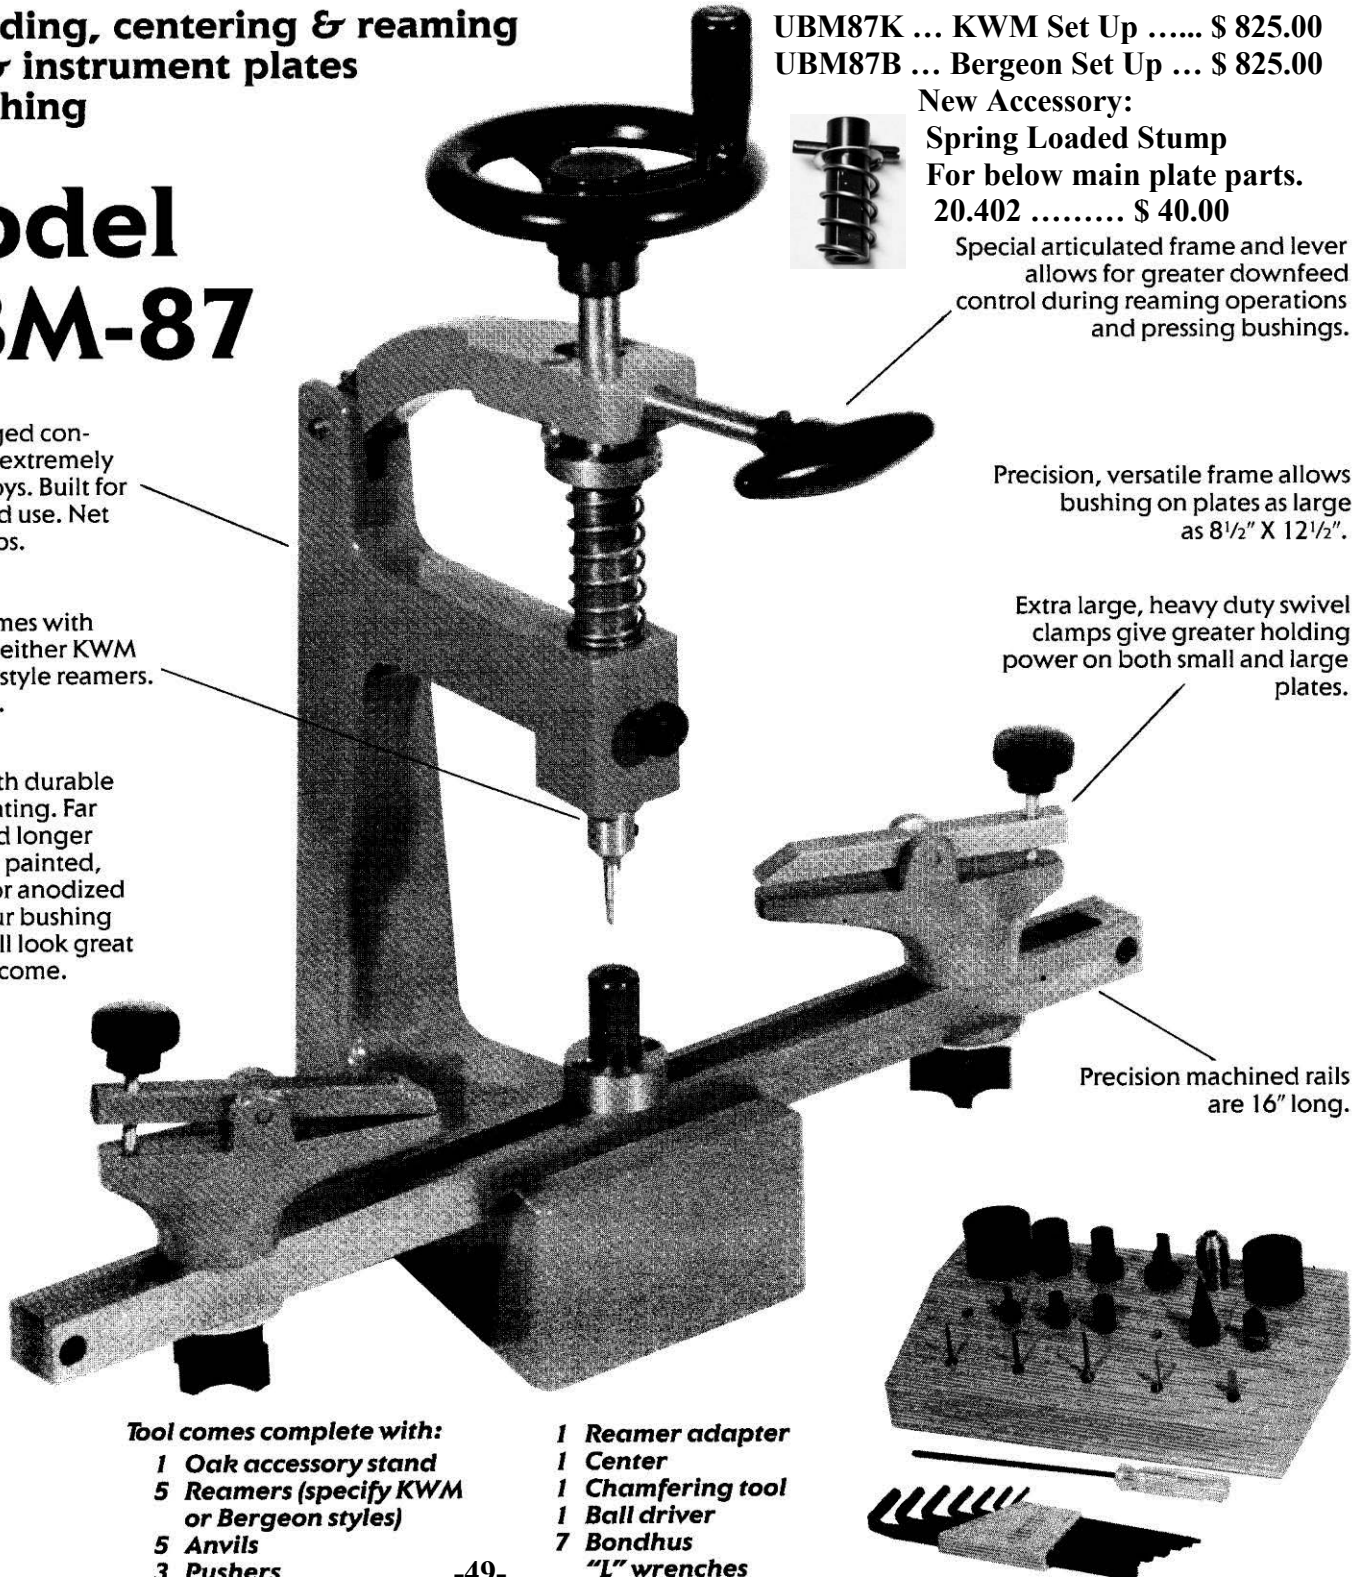 ding, centering & reaming
& instrument plates
hing
odel
BM-87
UBM87K … KWM Set Up …... $ 825.00
UBM87B … Bergeon Set Up … $ 825.00
New Accessory:
Spring Loaded Stump
For below main plate parts.
20.402 ……… $ 40.00
Special articulated frame and lever
allows for greater downfeed
control during reaming operations
and pressing bushings.
ged con-
extremely
oys. Built for
d use. Net
os.
Precision, versatile frame allows
bushing on plates as large
as 8½″ X 12½″.
mes with
either KWM
style reamers.
.
Extra large, heavy duty swivel
clamps give greater holding
power on both small and large
plates.
th durable
ating. Far
d longer
painted,
or anodized
ur bushing
ll look great
come.
Precision machined rails
are 16″ long.
Tool comes complete with:
1 Oak accessory stand
5 Reamers (specify KWM
or Bergeon styles)
5 Anvils
3 Pushers
1 Reamer adapter
1 Center
1 Chamfering tool
1 Ball driver
7 Bondhus
“L” wrenches
-49-